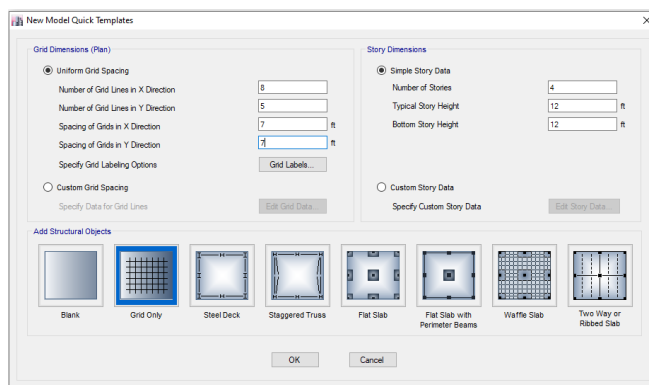 New Model Quick Templates
Grid Dimensions (Plan)
Uniform Grid Spacing
Number of Grid Lines in X Direction 8
Number of Grid Lines in Y Direction 5
Spacing of Grids in X Direction 7 ft
Spacing of Grids in Y Direction 7 ft
Specify Grid Labeling Options Grid Labels...
Custom Grid Spacing
Specify Data for Grid Lines Edit Grid Data...
Story Dimensions
Simple Story Data
Number of Stories 4
Typical Story Height 12 ft
Bottom Story Height 12 ft
Custom Story Data
Specify Custom Story Data Edit Story Data...
Add Structural Objects
Blank
Grid Only
Steel Deck
Staggered Truss
Flat Slab
Flat Slab with
Perimeter Beams
Waffle Slab
Two Way or
Ribbed Slab
OK Cancel